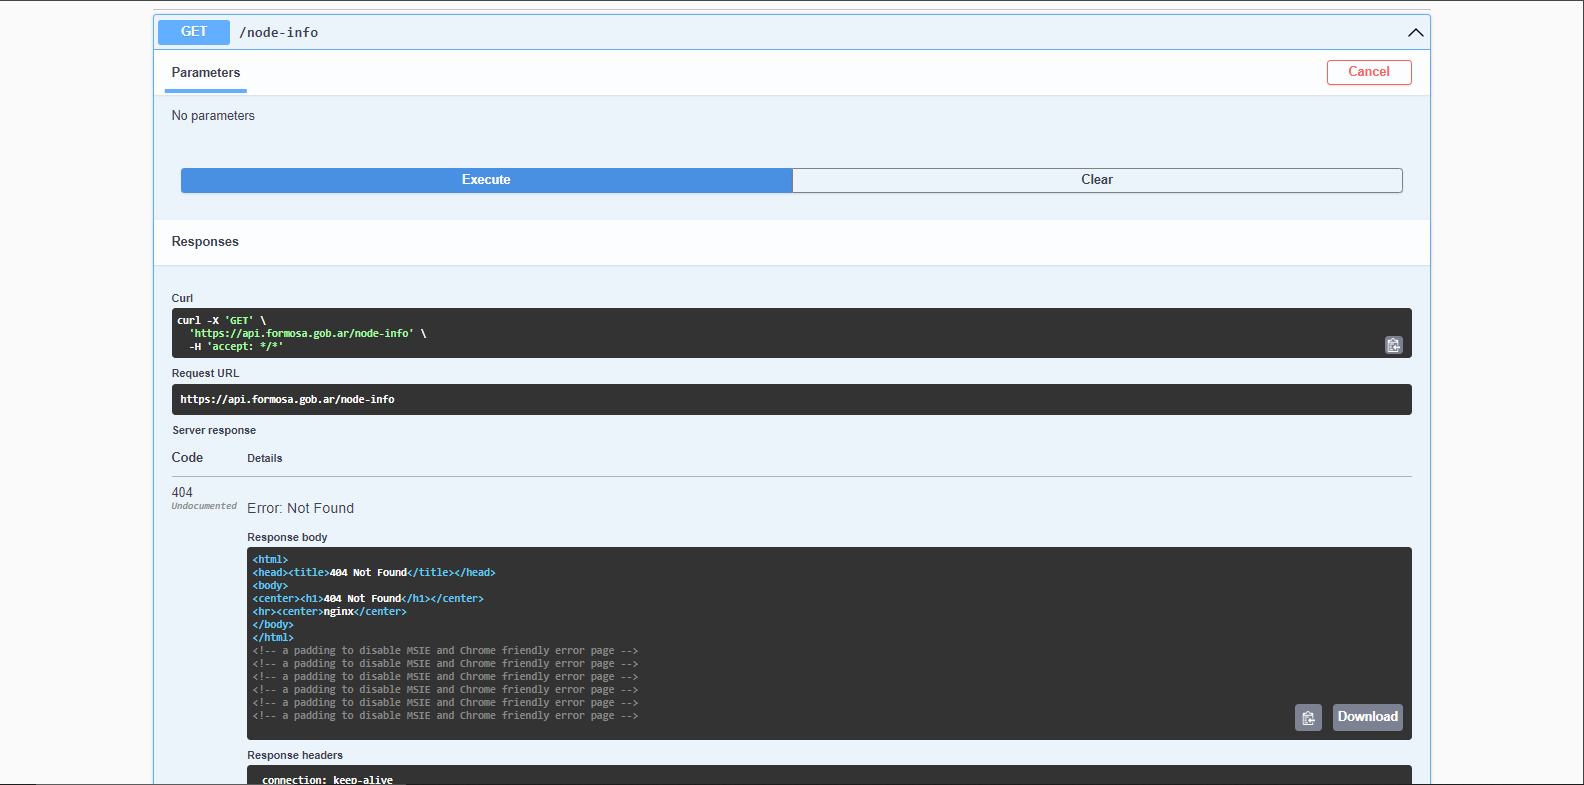 GET /node-info
Parameters
Cancel
No parameters
Execute
Clear
Responses
Curl
curl -X 'GET' \
'https://api.formosa.gob.ar/node-info' \
-H 'accept: */*'
Request URL
https://api.formosa.gob.ar/node-info
Server response
Code Details
404
Undocumented
Error: Not Found
Response body
<html>
<head><title>404 Not Found</title></head>
<body>
<center><h1>404 Not Found</h1></center>
<hr><center>nginx</center>
</body>
</html>
<!-- a padding to disable MSIE and Chrome friendly error page -->
<!-- a padding to disable MSIE and Chrome friendly error page -->
<!-- a padding to disable MSIE and Chrome friendly error page -->
<!-- a padding to disable MSIE and Chrome friendly error page -->
<!-- a padding to disable MSIE and Chrome friendly error page -->
<!-- a padding to disable MSIE and Chrome friendly error page -->
Download
Response headers
connection: keep-alive